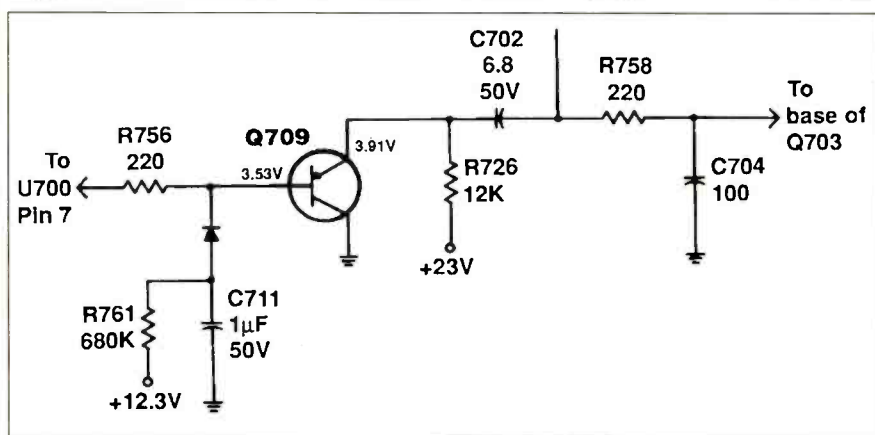 C702
6.8
50V
R758
220
To
base of
Q703
R756
220
Q709
3.91V
To
U700
Pin 7
3.53V
R726
12K
C704
100
+23V
R761
680K
C711
1µF
50V
+12.3V